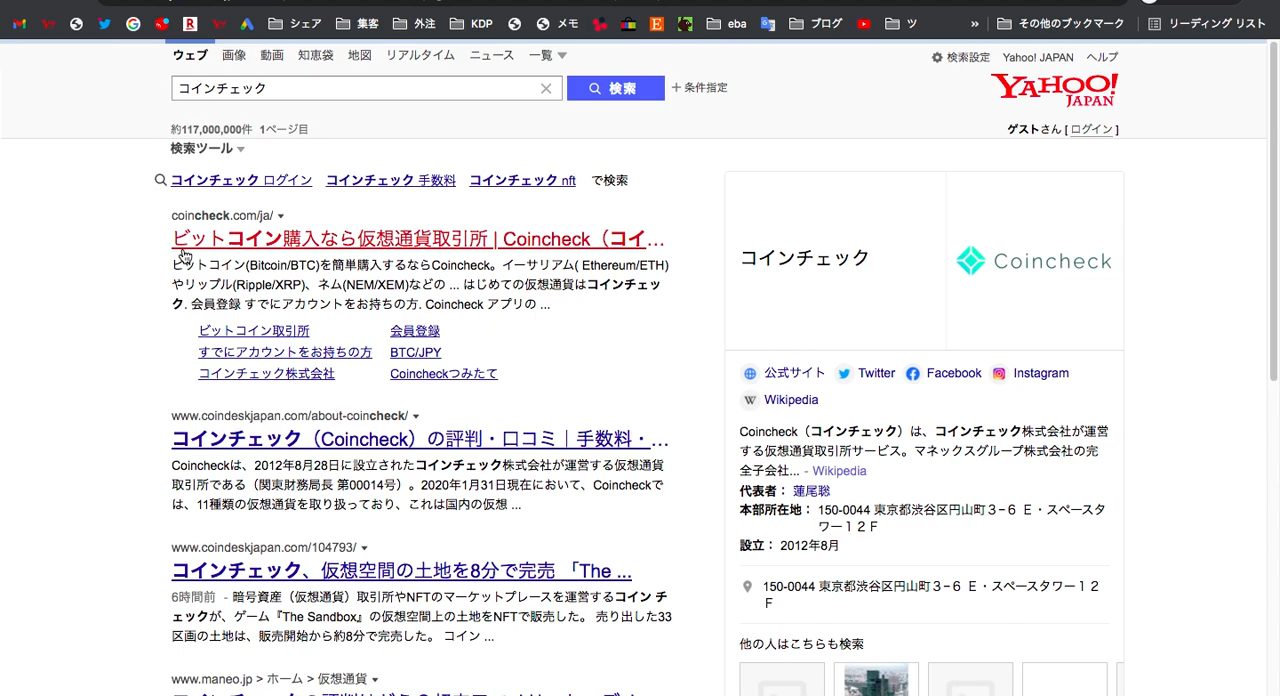 シェア 集客 外注 KDP メモ eba ブログ ツ » その他のブックマーク リーディング リスト
ウェブ 画像 動画 知恵袋 地図 リアルタイム ニュース 一覧
検索設定 Yahoo! JAPAN ヘルプ
コインチェック × 検索 +条件指定
YAHOO!
JAPAN
約117,000,000件 1ページ目
ゲストさん [ ログイン ]
検索ツール
コインチェック ログイン コインチェック 手数料 コインチェック nft で検索
coincheck.com/ja/
ビットコイン購入なら仮想通貨取引所 | Coincheck（コイ...
ビットコイン(Bitcoin/BTC)を簡単購入するならCoincheck。イーサリアム( Ethereum/ETH)
やリップル(Ripple/XRP)、ネム(NEM/XEM)などの ... はじめての仮想通貨はコインチェッ
ク. 会員登録 すでにアカウントをお持ちの方. Coincheck アプリの ...
ビットコイン取引所 会員登録
すでにアカウントをお持ちの方 BTC/JPY
コインチェック株式会社 Coincheckつみたて
www.coindeskjapan.com/about-coincheck/
コインチェック（Coincheck）の評判・口コミ｜手数料・...
Coincheckは、2012年8月28日に設立されたコインチェック株式会社が運営する仮想通貨
取引所である（関東財務局長 第00014号）。2020年1月31日現在において、Coincheckで
は、11種類の仮想通貨を取り扱っており、これは国内の仮想 ...
www.coindeskjapan.com/104793/
コインチェック、仮想空間の土地を8分で完売 「The ...
6時間前 - 暗号資産（仮想通貨）取引所やNFTのマーケットプレースを運営するコイン チ
ェックが、ゲーム『The Sandbox』の仮想空間上の土地をNFTで販売した。 売り出した33
区画の土地は、販売開始から約8分で完売した。 コイン ...
www.maneo.jp > ホーム > 仮想通貨
コインチェック
Coincheck
公式サイト Twitter Facebook Instagram
Wikipedia
Coincheck（コインチェック）は、コインチェック株式会社が運営
する仮想通貨取引所サービス。マネックスグループ株式会社の完
全子会社... - Wikipedia
代表者： 蓮尾聡
本部所在地： 150-0044 東京都渋谷区円山町３−６ Ｅ・スペースタ
ワー１２Ｆ
設立： 2012年8月
150-0044 東京都渋谷区円山町３−６ Ｅ・スペースタワー１２
Ｆ
他の人はこちらも検索